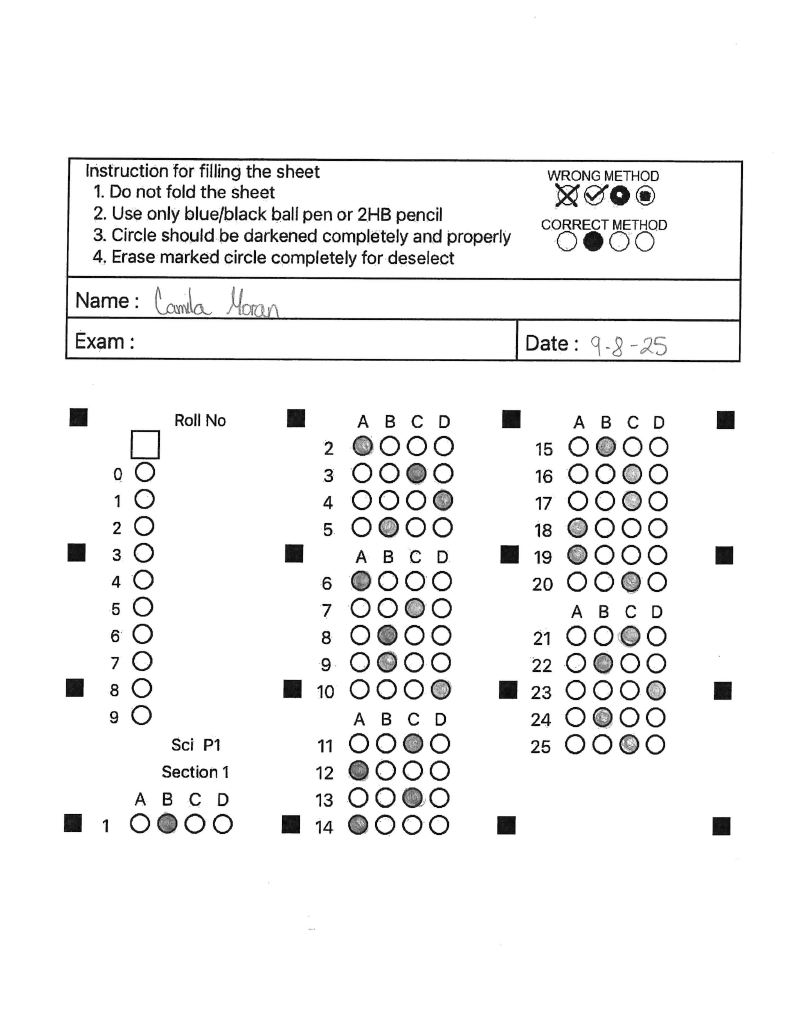 Instruction for filling the sheet
1. Do not fold the sheet
2. Use only blue/black ball pen or 2HB pencil
3. Circle should be darkened completely and properly
4. Erase marked circle completely for deselect
WRONG METHOD
CORRECT METHOD
Name : Camila Moran
Exam :
Date : 9-8-25
Roll No
0
1
2
3
4
5
6
7
8
9
Sci P1
Section 1
A B C D
1
A B C D
2
3
4
5
A B C D
6
7
8
9
10
A B C D
11
12
13
14
A B C D
15
16
17
18
19
20
A B C D
21
22
23
24
25